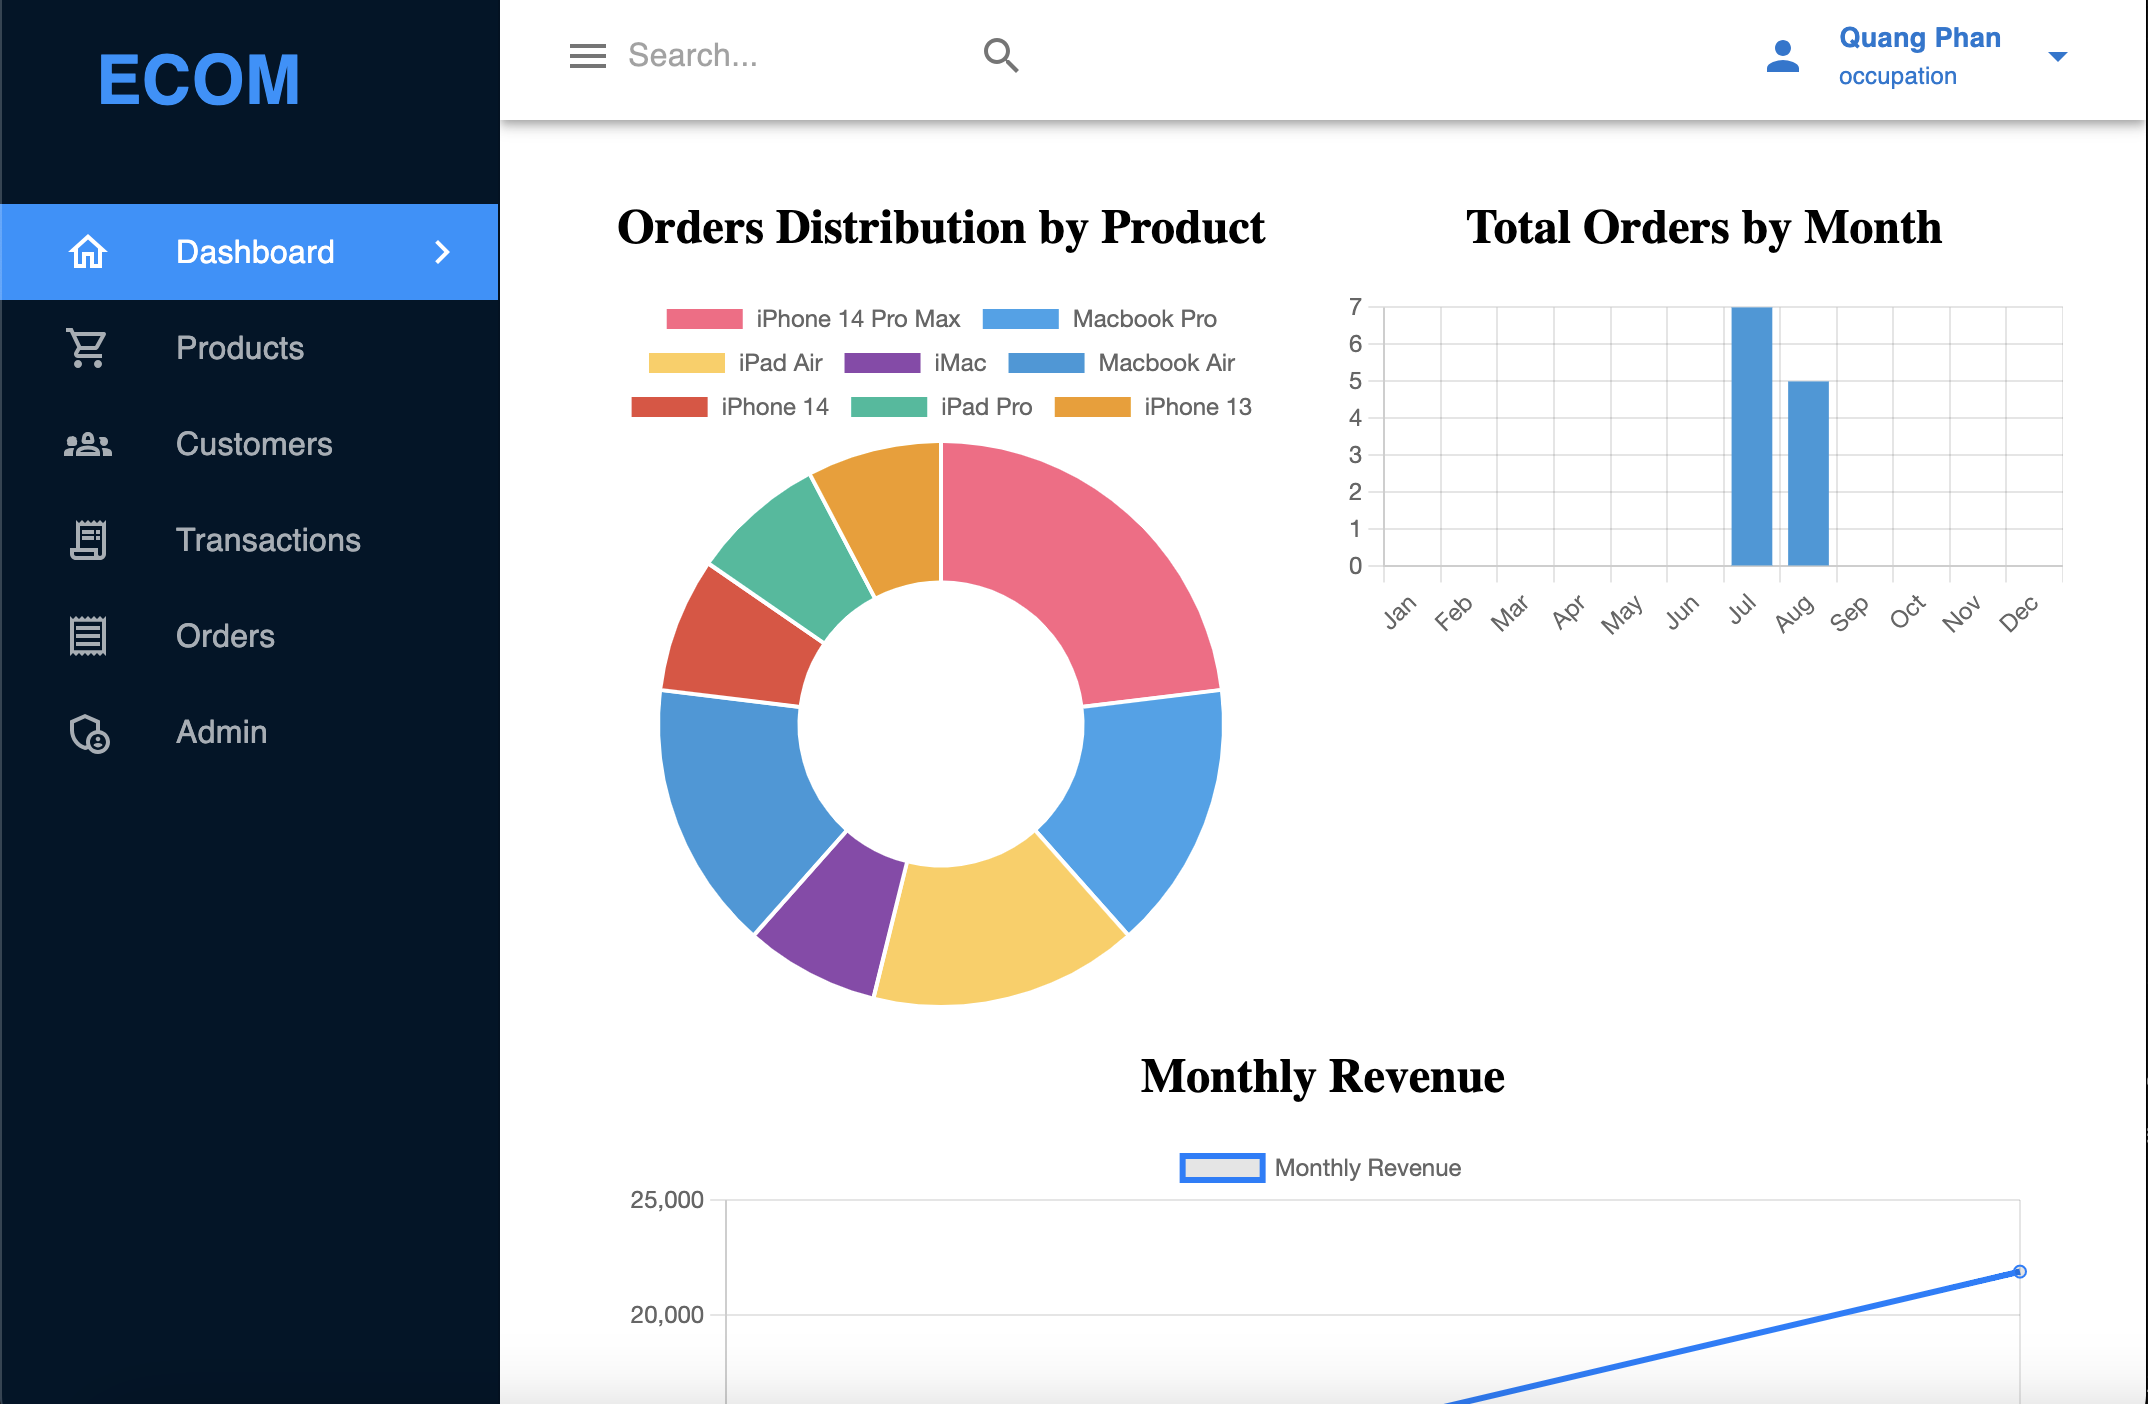 ECOM
Search...
Quang Phan
occupation
Dashboard
Products
Customers
Transactions
Orders
Admin
Orders Distribution by Product
iPhone 14 Pro Max Macbook Pro
iPad Air iMac Macbook Air
iPhone 14 iPad Pro iPhone 13
Total Orders by Month
7
6
5
4
3
2
1
0
Jan Feb Mar Apr May Jun Jul Aug Sep Oct Nov Dec
Monthly Revenue
Monthly Revenue
25,000
20,000